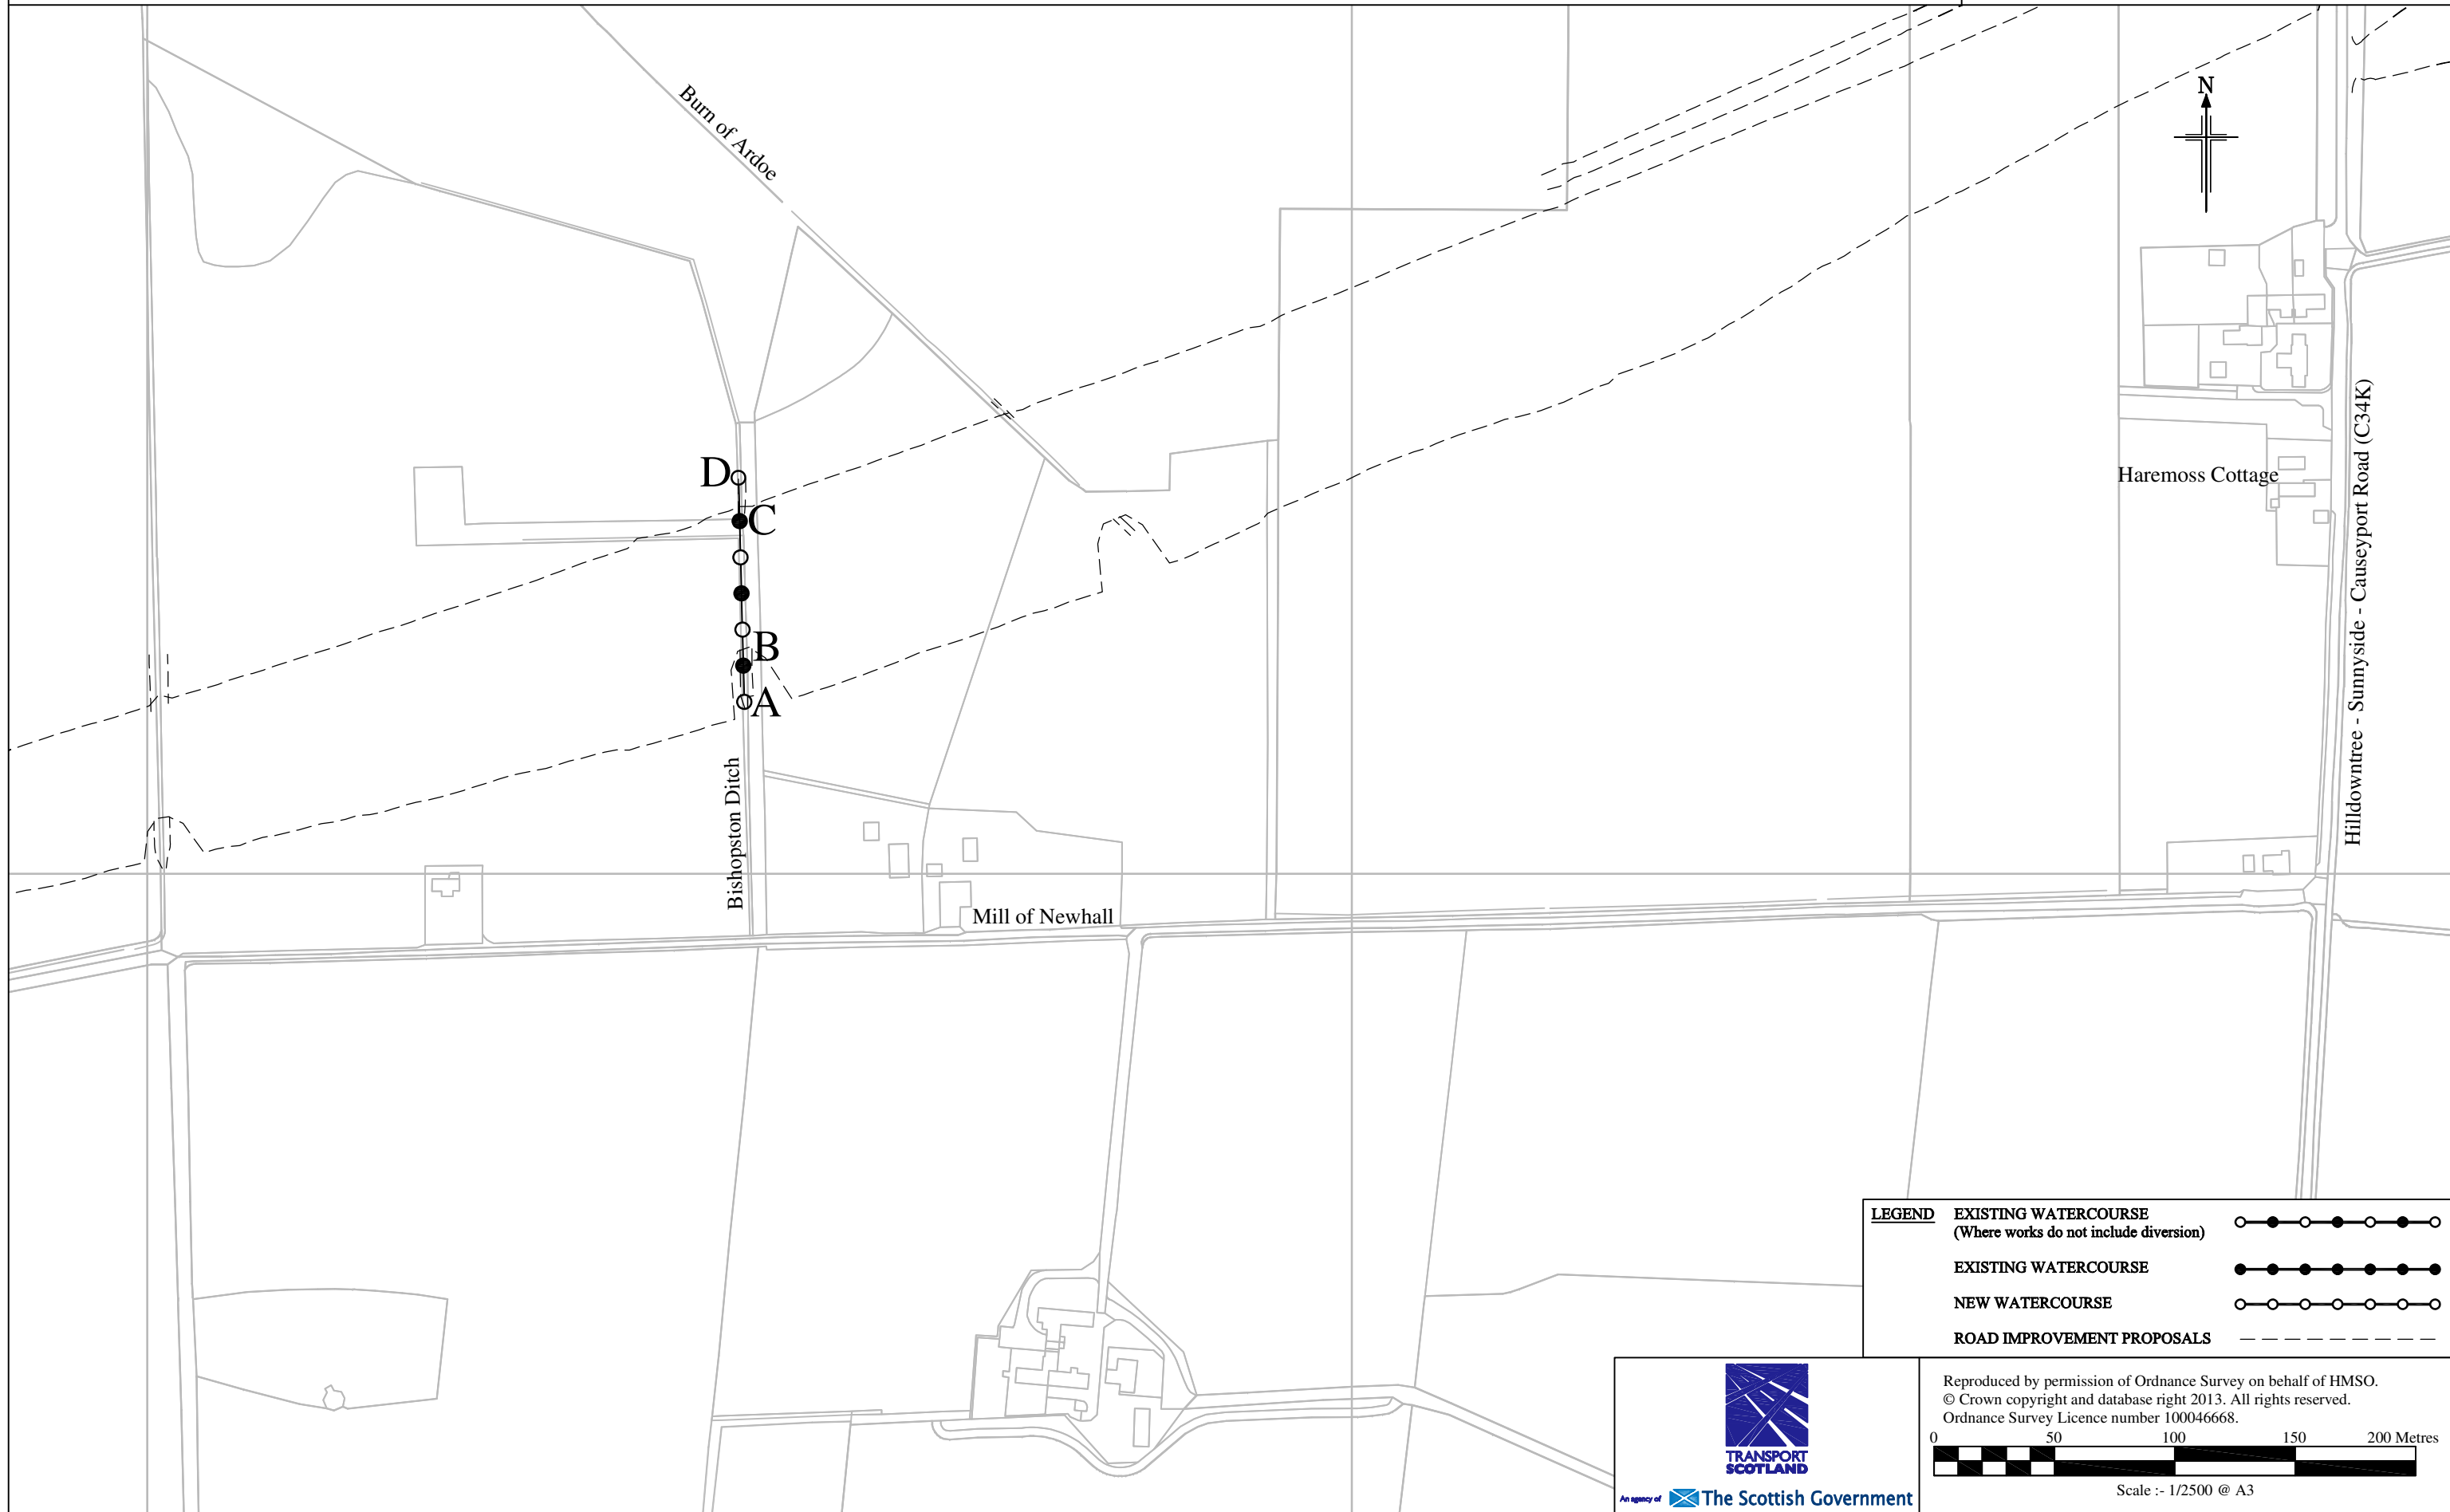 Burn of Ardoe
N
D
C
B
A
Haremoss Cottage
Hilldowntree - Sunnyside - Causeyport Road (C34K)
Bishopston Ditch
Mill of Newhall
LEGEND
EXISTING WATERCOURSE
(Where works do not include diversion)
EXISTING WATERCOURSE
NEW WATERCOURSE
ROAD IMPROVEMENT PROPOSALS
TRANSPORT
SCOTLAND
An agency of The Scottish Government
Reproduced by permission of Ordnance Survey on behalf of HMSO.
© Crown copyright and database right 2013. All rights reserved.
Ordnance Survey Licence number 100046668.
0 50 100 150 200 Metres
Scale :- 1/2500 @ A3